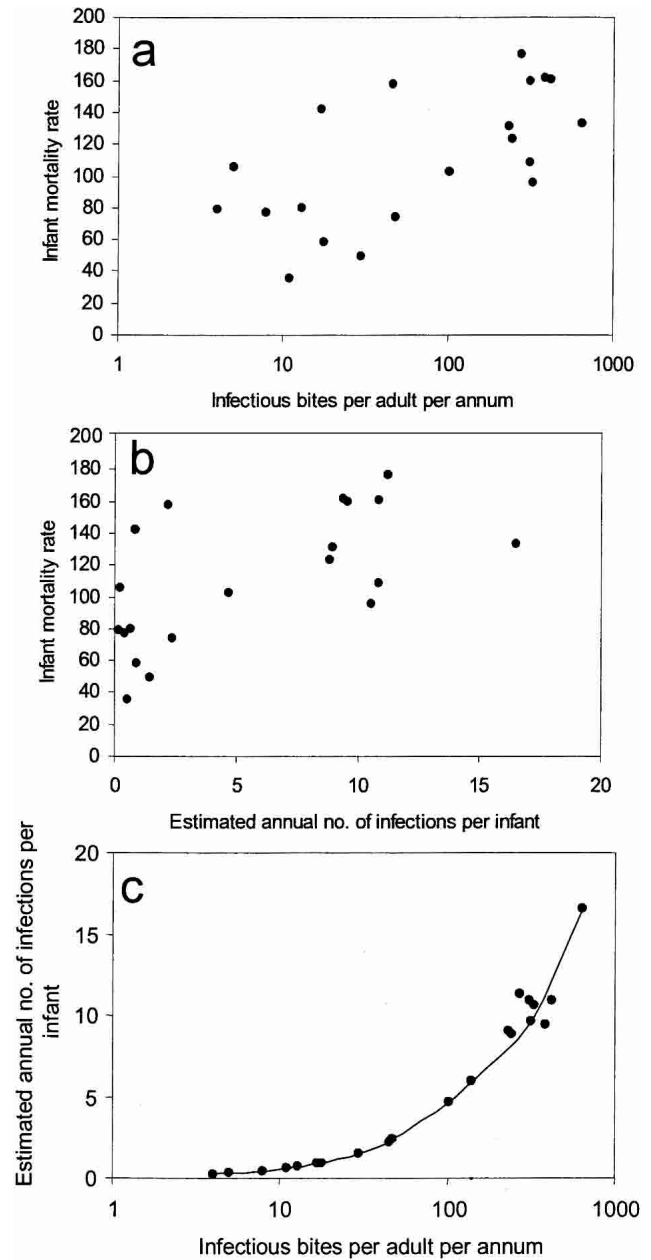 a
200
180
160
140
120
100
80
60
40
20
0
Infant mortality rate
1 10 100 1000
Infectious bites per adult per annum
b
200
180
160
140
120
100
80
60
40
20
0
Infant mortality rate
0 5 10 15 20
Estimated annual no. of infections per infant
c
20
15
10
5
0
Estimated annual no. of infections per
infant
1 10 100 1000
Infectious bites per adult per annum